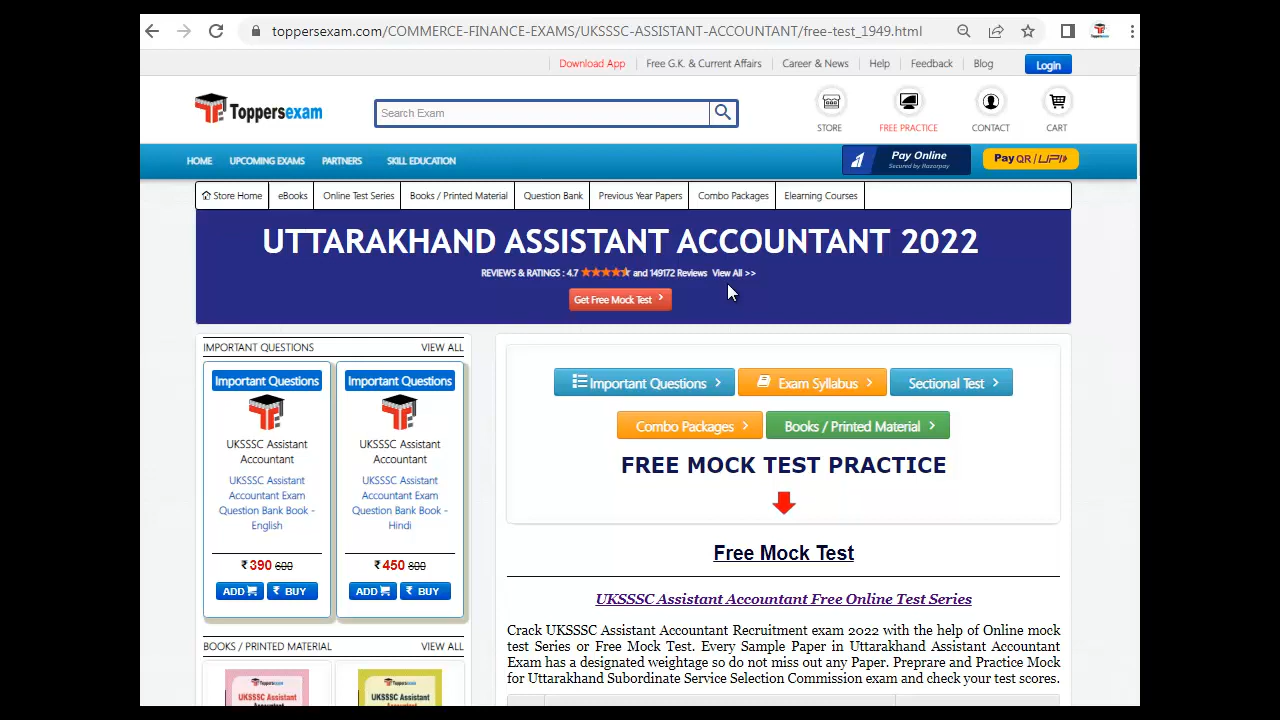 toppersexam.com/COMMERCE-FINANCE-EXAMS/UKSSSC-ASSISTANT-ACCOUNTANT/free-test_1949.html
Download App Free G.K. & Current Affairs Career & News Help Feedback Blog Login
Toppersexam Search Exam
STORE FREE PRACTICE CONTACT CART
HOME UPCOMING EXAMS PARTNERS SKILL EDUCATION Pay Online Pay QR / UPI
Secured by Razorpay
Store Home eBooks Online Test Series Books / Printed Material Question Bank Previous Year Papers Combo Packages Elearning Courses
UTTARAKHAND ASSISTANT ACCOUNTANT 2022
REVIEWS & RATINGS : 4.7 and 149172 Reviews View All >>
Get Free Mock Test
IMPORTANT QUESTIONS VIEW ALL
Important Questions
UKSSSC Assistant
Accountant
UKSSSC Assistant
Accountant Exam
Question Bank Book -
English
₹390 600
ADD ₹ BUY
Important Questions
UKSSSC Assistant
Accountant
UKSSSC Assistant
Accountant Exam
Question Bank Book -
Hindi
₹450 800
ADD ₹ BUY
BOOKS / PRINTED MATERIAL VIEW ALL
Toppersexam
UKSSSC Assistant
Toppersexam
UKSSSC Assistant
Important Questions Exam Syllabus Sectional Test
Combo Packages Books / Printed Material
FREE MOCK TEST PRACTICE
Free Mock Test
UKSSSC Assistant Accountant Free Online Test Series
Crack UKSSSC Assistant Accountant Recruitment exam 2022 with the help of Online mock
test Series or Free Mock Test. Every Sample Paper in Uttarakhand Assistant Accountant
Exam has a designated weightage so do not miss out any Paper. Preprare and Practice Mock
for Uttarakhand Subordinate Service Selection Commission exam and check your test scores.